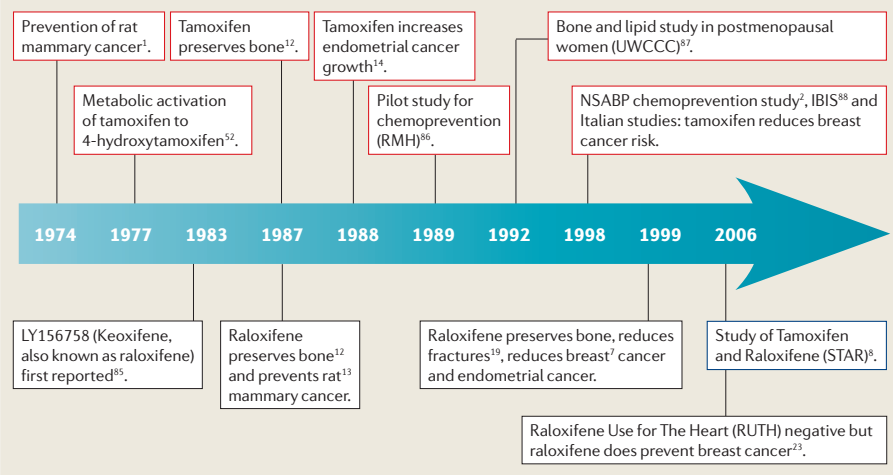 Prevention of rat
mammary cancer¹.
Tamoxifen
preserves bone¹².
Tamoxifen increases
endometrial cancer
growth¹⁴.
Bone and lipid study in postmenopausal
women (UWCCC)⁸⁷.
Metabolic activation
of tamoxifen to
4-hydroxytamoxifen⁵².
Pilot study for
chemoprevention
(RMH)⁸⁶.
NSABP chemoprevention study², IBIS⁸⁸ and
Italian studies: tamoxifen reduces breast
cancer risk.
1974 1977 1983 1987 1988 1989 1992 1998 1999 2006
LY156758 (Keoxifene,
also known as raloxifene)
first reported⁸⁵.
Raloxifene
preserves bone¹²
and prevents rat¹³
mammary cancer.
Raloxifene preserves bone, reduces
fractures¹⁹, reduces breast⁷ cancer
and endometrial cancer.
Study of Tamoxifen
and Raloxifene (STAR)⁸.
Raloxifene Use for The Heart (RUTH) negative but
raloxifene does prevent breast cancer²³.